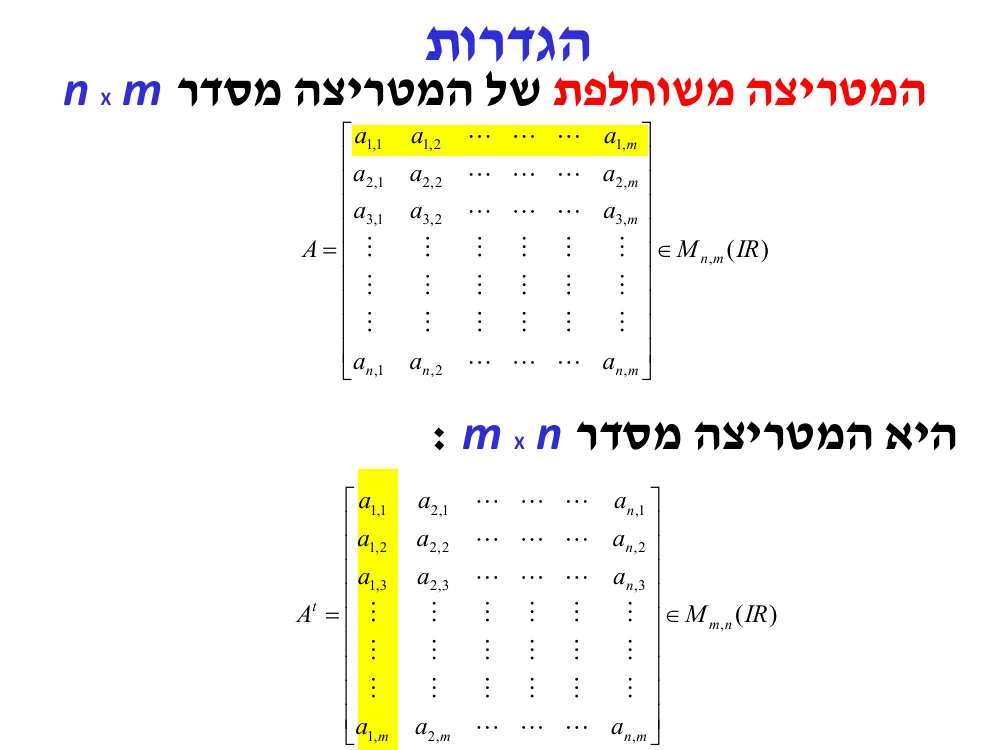 הגדרות
המטריצה משוחלפת של המטריצה מסדר n x m
a1,1 a1,2 ⋯ ⋯ ⋯ a1,m
a2,1 a2,2 ⋯ ⋯ ⋯ a2,m
a3,1 a3,2 ⋯ ⋯ ⋯ a3,m
A = ⋮ ⋮ ⋮ ⋮ ⋮ ⋮ ∈ Mn,m(IR)
⋮ ⋮ ⋮ ⋮ ⋮ ⋮
⋮ ⋮ ⋮ ⋮ ⋮ ⋮
an,1 an,2 ⋯ ⋯ ⋯ an,m
היא המטריצה מסדר m x n :
a1,1 a2,1 ⋯ ⋯ ⋯ an,1
a1,2 a2,2 ⋯ ⋯ ⋯ an,2
a1,3 a2,3 ⋯ ⋯ ⋯ an,3
A^t = ⋮ ⋮ ⋮ ⋮ ⋮ ⋮ ∈ Mm,n(IR)
⋮ ⋮ ⋮ ⋮ ⋮ ⋮
⋮ ⋮ ⋮ ⋮ ⋮ ⋮
a1,m a2,m ⋯ ⋯ ⋯ an,m